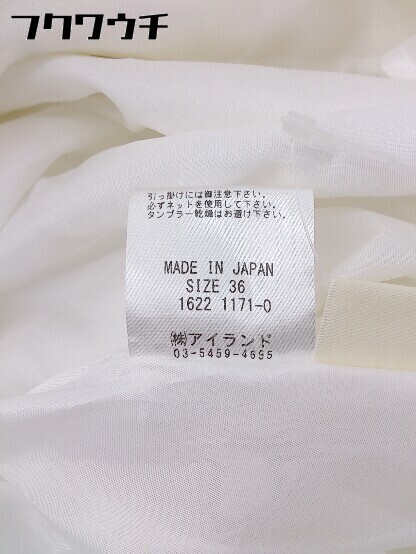 フクワウチ
引っ掛けには御注意下さい。
必ずネットを使用して下さい。
タンブラー乾燥はお避け下さい。
MADE IN JAPAN
SIZE 36
1622 1171-0
㈱アイランド
03-5459-4695